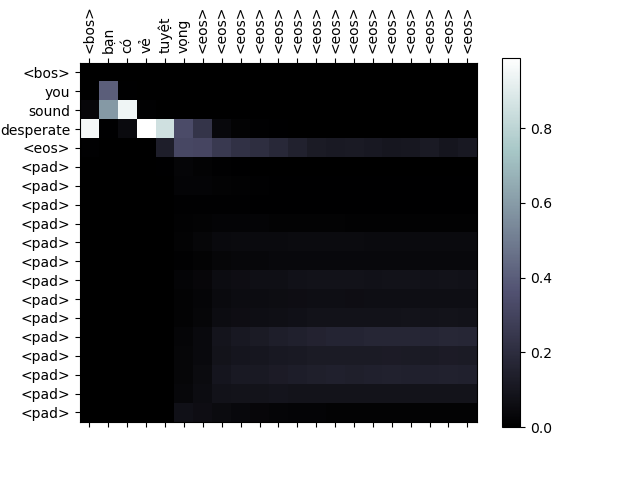 <bos> bạn có vẻ tuyệt vọng <eos> <eos> <eos> <eos> <eos> <eos> <eos> <eos> <eos> <eos> <eos> <eos> <eos> <eos> <eos>
<bos>
you
sound
desperate
<eos>
<pad>
<pad>
<pad>
<pad>
<pad>
<pad>
<pad>
<pad>
<pad>
<pad>
<pad>
<pad>
<pad>
<pad>
0.8
0.6
0.4
0.2
0.0